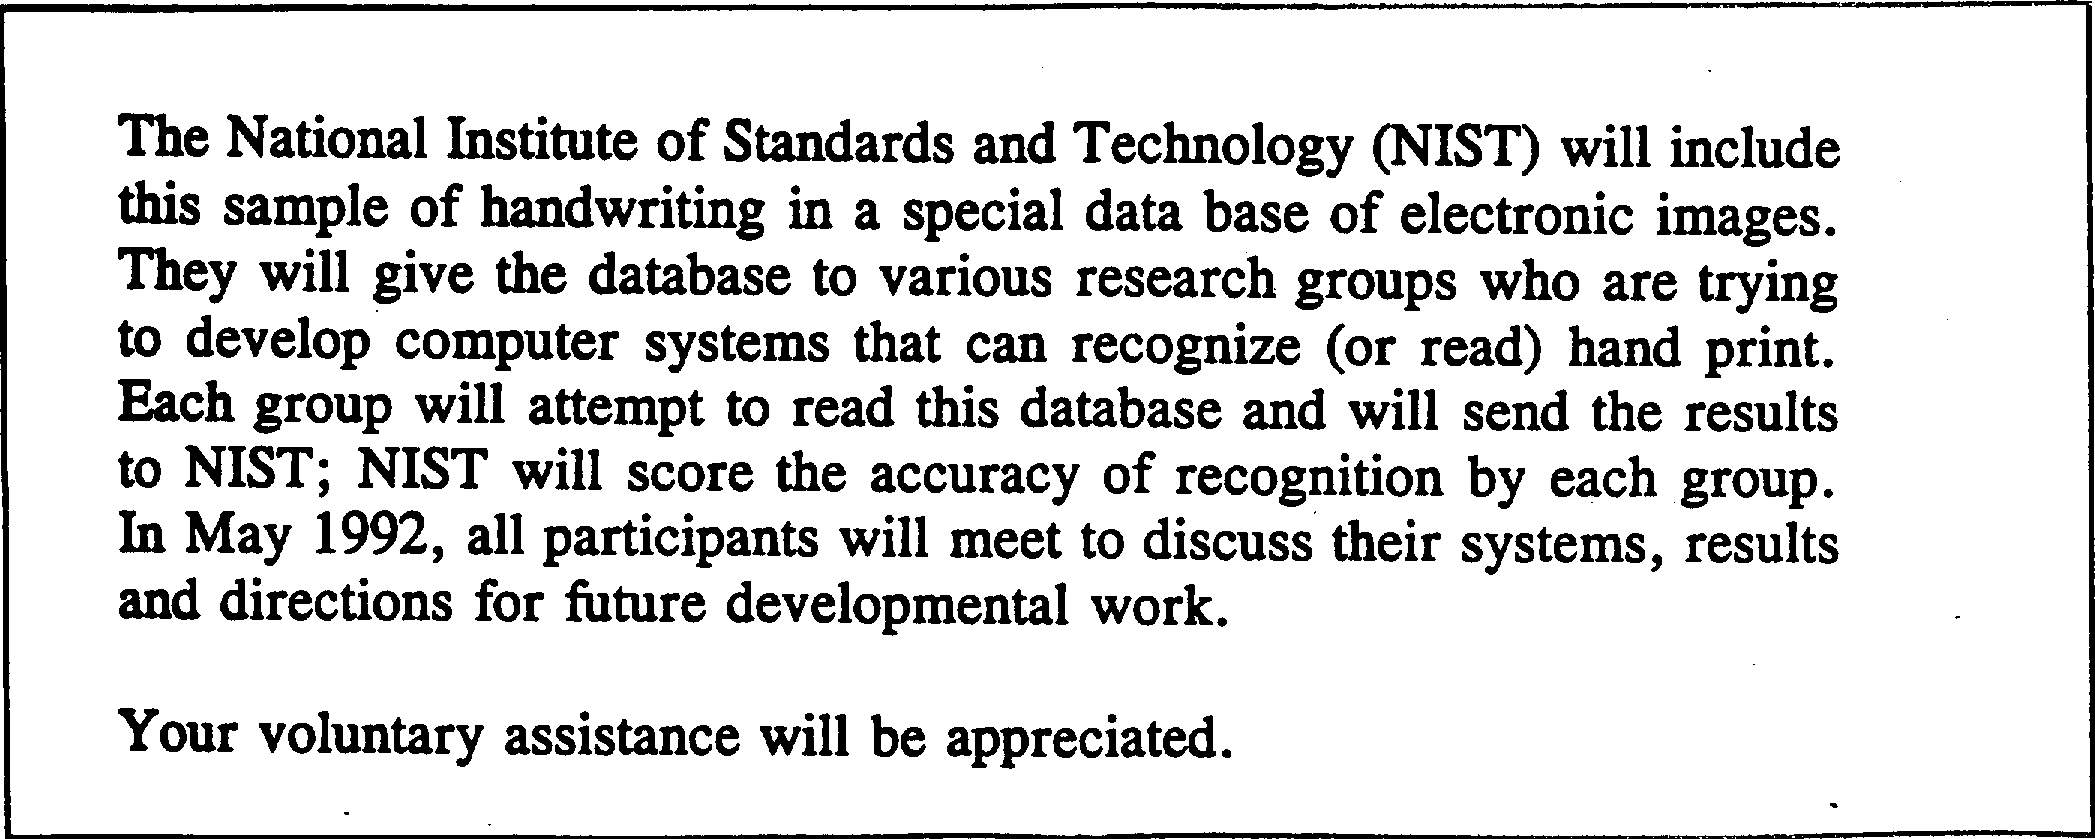 The National Institute of Standards and Technology (NIST) will include
this sample of handwriting in a special data base of electronic images.
They will give the database to various research groups who are trying
to develop computer systems that can recognize (or read) hand print.
Each group will attempt to read this database and will send the results
to NIST; NIST will score the accuracy of recognition by each group.
In May 1992, all participants will meet to discuss their systems, results
and directions for future developmental work.
Your voluntary assistance will be appreciated.